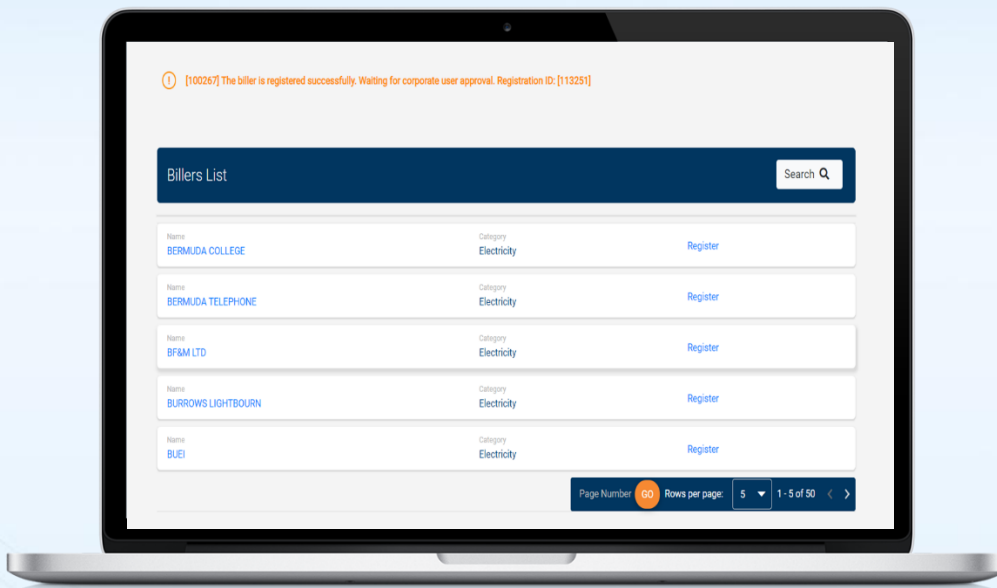 [100267] The biller is registered successfully. Waiting for corporate user approval. Registration ID: [113251]
Billers List Search
Name Category
BERMUDA COLLEGE Electricity Register
Name Category
BERMUDA TELEPHONE Electricity Register
Name Category
BF&M LTD Electricity Register
Name Category
BURROWS LIGHTBOURN Electricity Register
Name Category
BUEI Electricity Register
Page Number GO Rows per page: 5 1 - 5 of 50